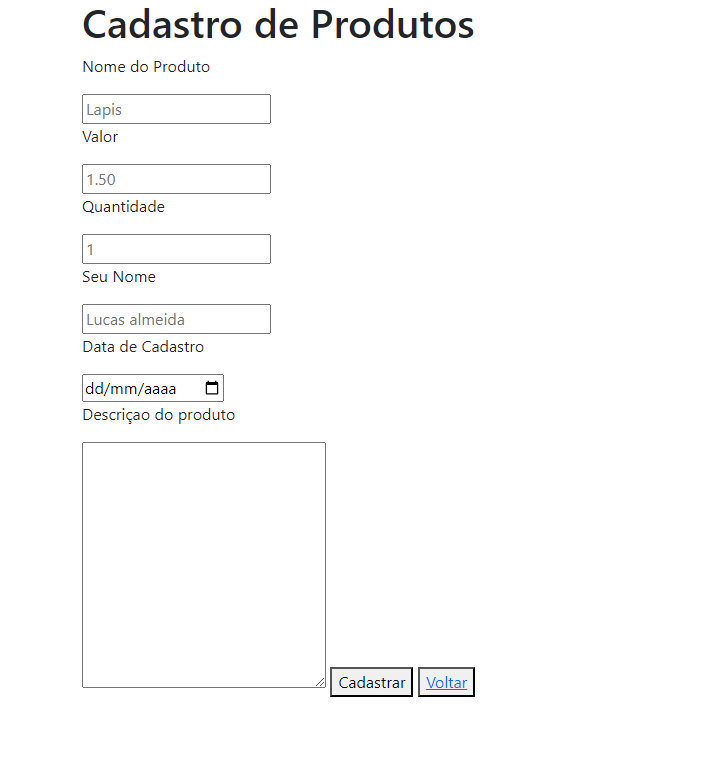 Cadastro de Produtos
Nome do Produto
Lapis
Valor
1.50
Quantidade
1
Seu Nome
Lucas almeida
Data de Cadastro
dd/mm/aaaa
Descriçao do produto
Cadastrar Voltar